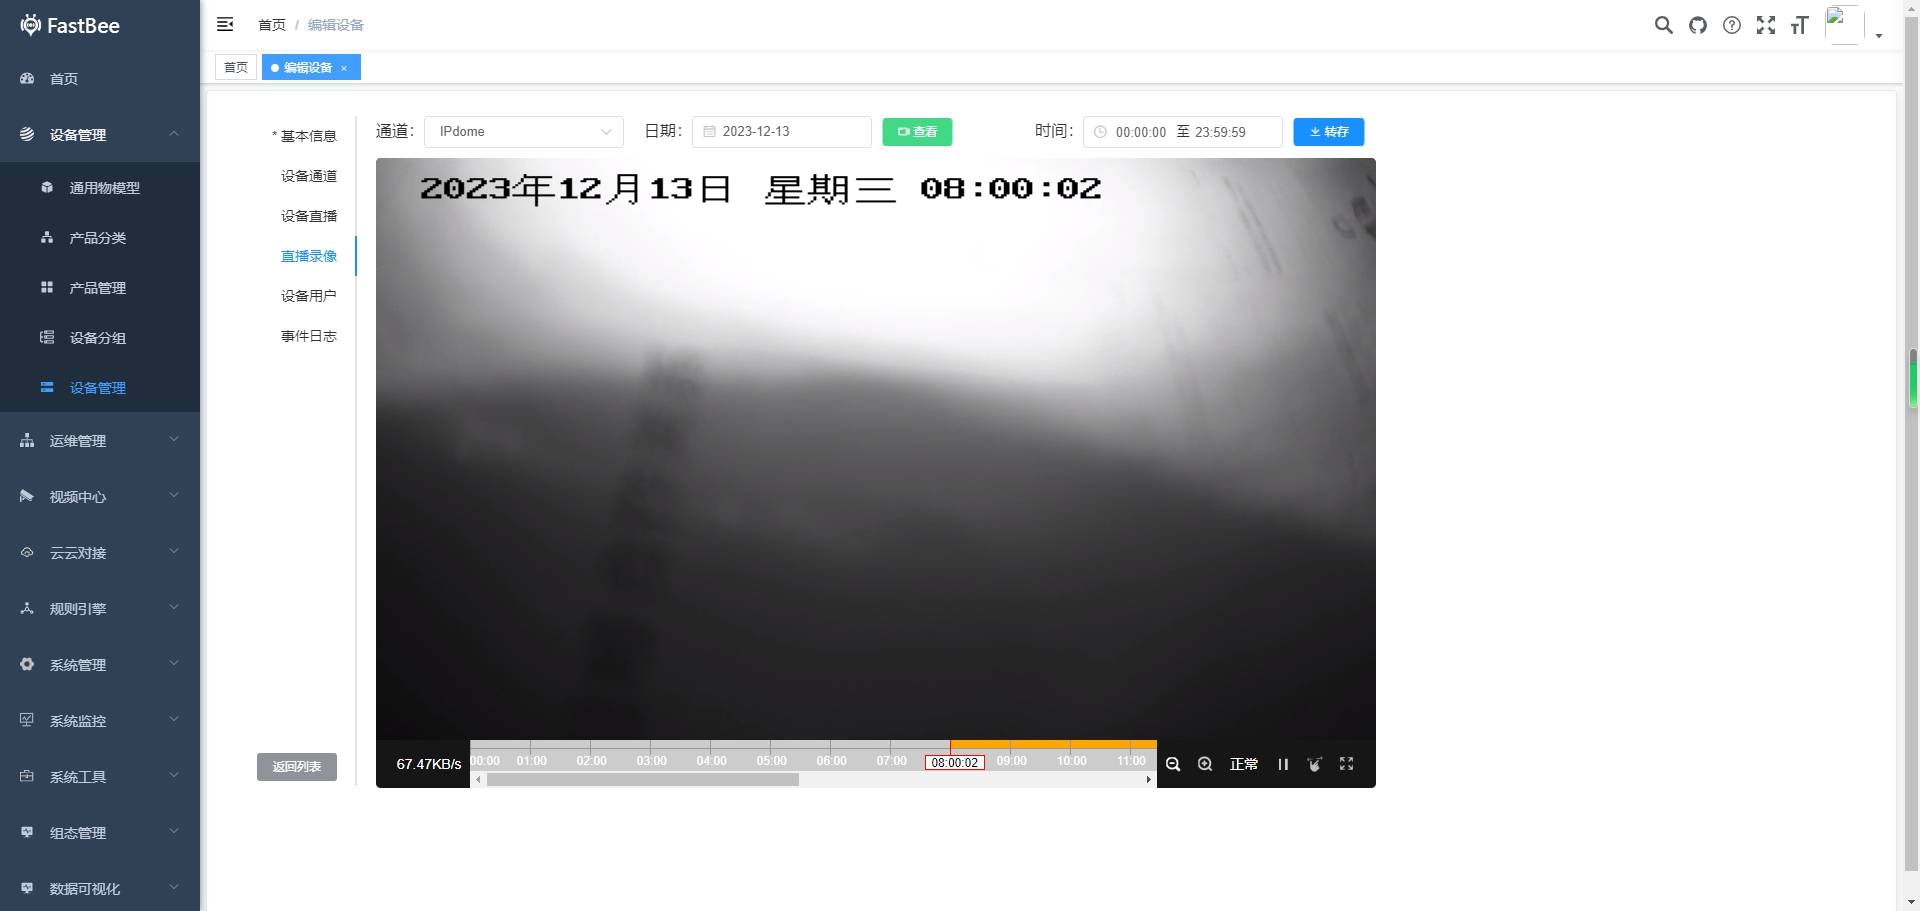 FastBee
首页 / 编辑设备
首页
编辑设备 ×
首页
设备管理
通用物模型
产品分类
产品管理
设备分组
设备管理
运维管理
视频中心
云云对接
规则引擎
系统管理
系统监控
系统工具
组态管理
数据可视化
* 基本信息
设备通道
设备直播
直播录像
设备用户
事件日志
返回列表
通道： IPdome 日期： 2023-12-13 查看 时间： 00:00:00 至 23:59:59 转存
2023年12月13日 星期三 08:00:02
67.47KB/s 00:00 01:00 02:00 03:00 04:00 05:00 06:00 07:00 08:00:02 09:00 10:00 11:00 正常